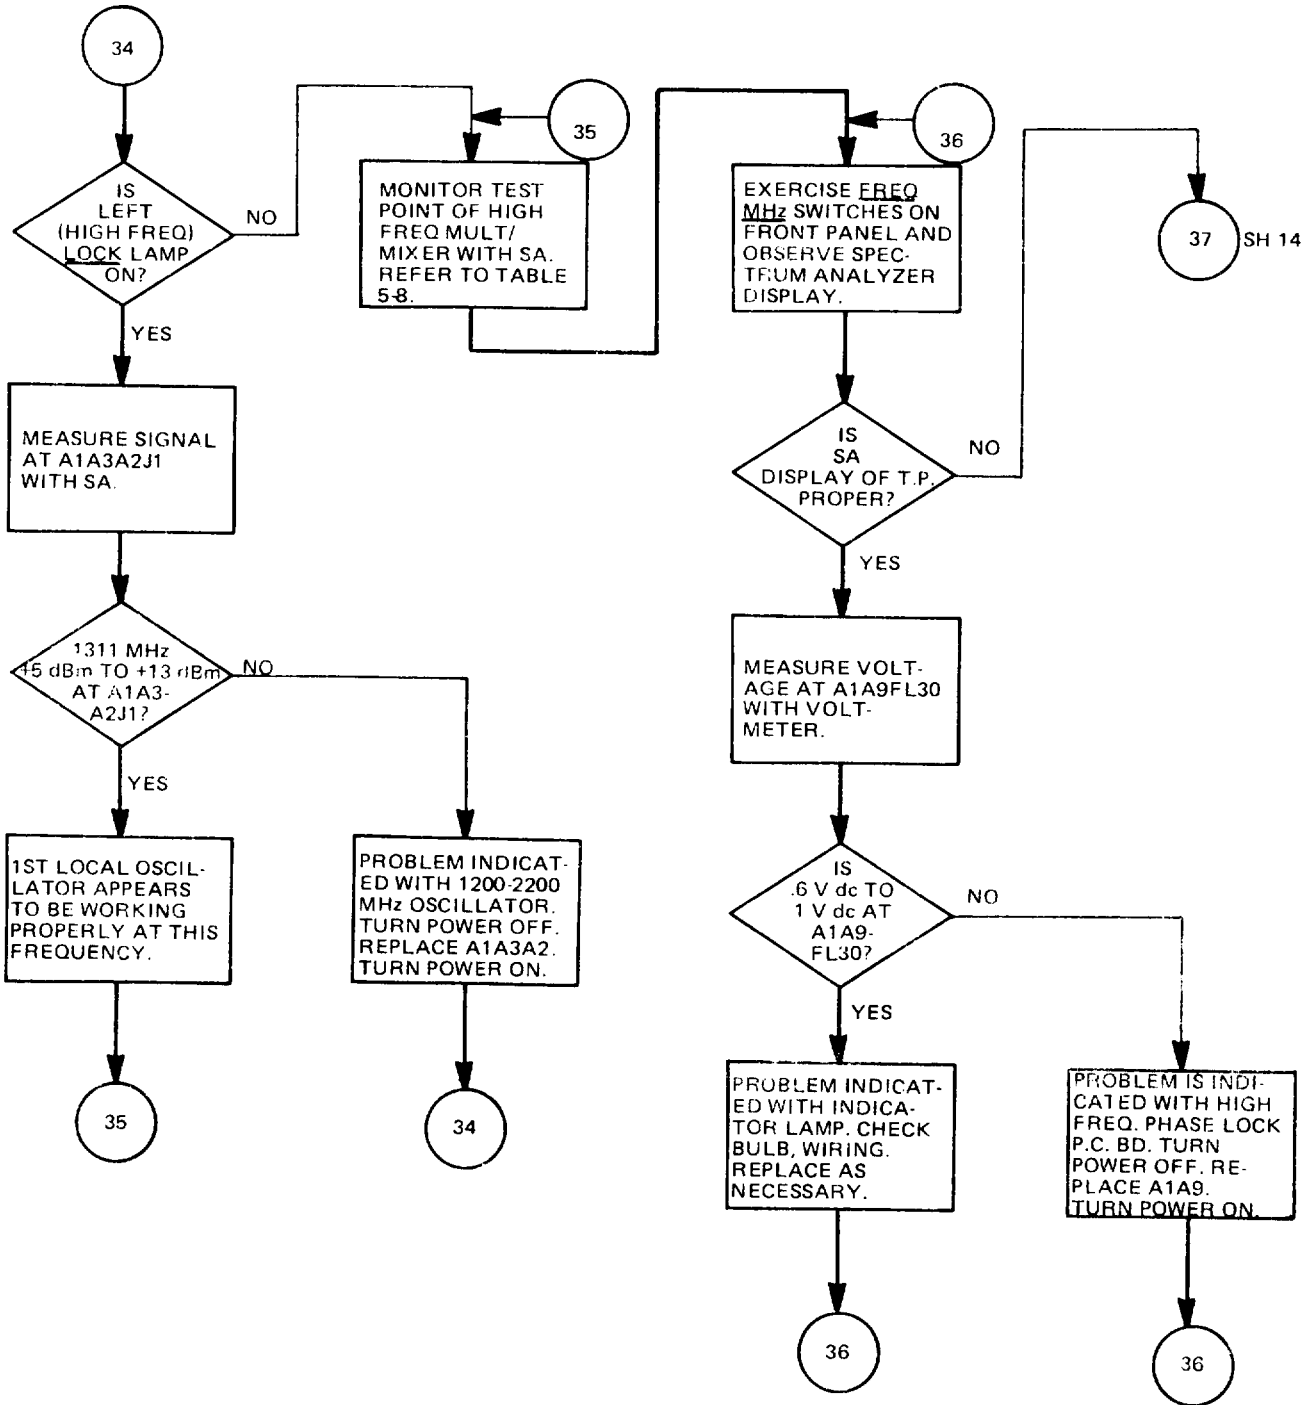 34
IS
LEFT
(HIGH FREQ)
LOCK LAMP
ON?
NO
YES
MEASURE SIGNAL
AT A1A3A2J1
WITH SA.
1311 MHz
+5 dBm TO +13 dBm
AT A1A3-
A2J1?
NO
YES
1ST LOCAL OSCIL-
LATOR APPEARS
TO BE WORKING
PROPERLY AT THIS
FREQUENCY.
35
PROBLEM INDICAT-
ED WITH 1200-2200
MHz OSCILLATOR.
TURN POWER OFF.
REPLACE A1A3A2.
TURN POWER ON.
34
35
MONITOR TEST
POINT OF HIGH
FREQ MULT/
MIXER WITH SA.
REFER TO TABLE
5-8.
36
EXERCISE FREQ
MHz SWITCHES ON
FRONT PANEL AND
OBSERVE SPEC-
TRUM ANALYZER
DISPLAY.
IS
SA
DISPLAY OF T.P.
PROPER?
NO
37 SH 14
YES
MEASURE VOLT-
AGE AT A1A9FL30
WITH VOLT-
METER.
IS
.6 V dc TO
1 V dc AT
A1A9-
FL30?
NO
YES
PROBLEM INDICAT-
ED WITH INDICA-
TOR LAMP. CHECK
BULB, WIRING.
REPLACE AS
NECESSARY.
36
PROBLEM IS INDI-
CATED WITH HIGH
FREQ. PHASE LOCK
P.C. BD. TURN
POWER OFF. RE-
PLACE A1A9.
TURN POWER ON.
36